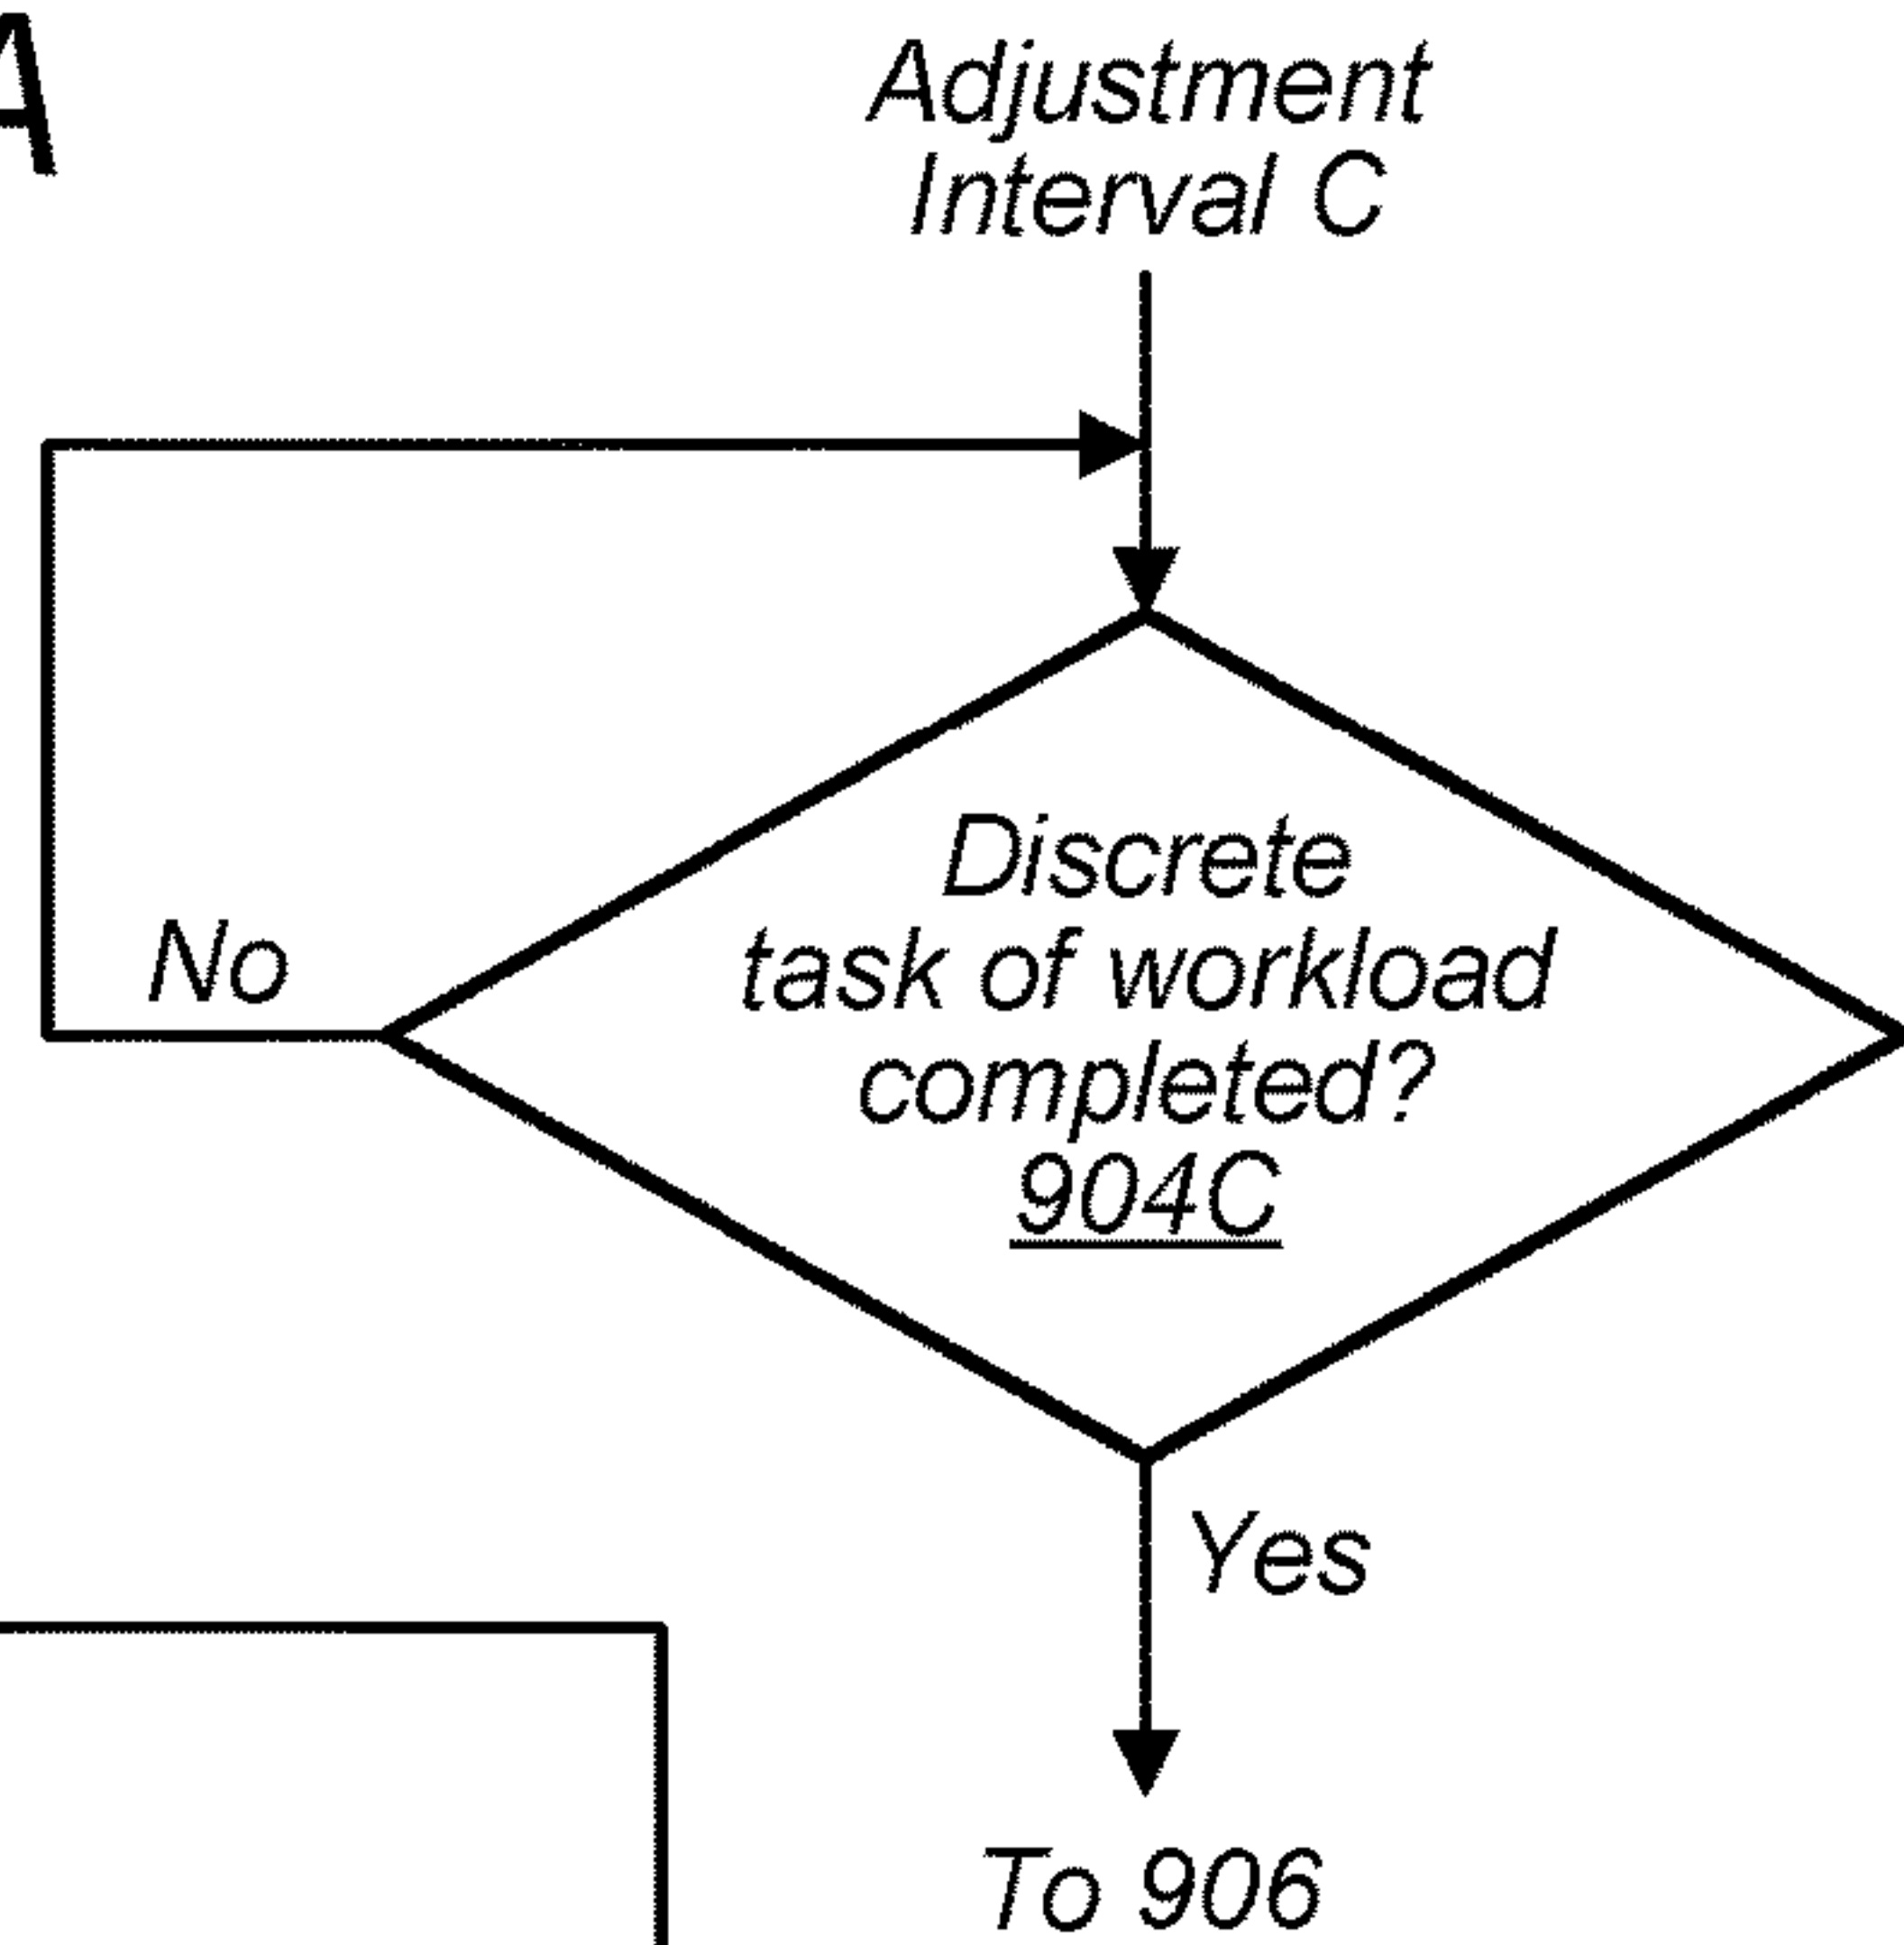 A
Adjustment
Interval C
Discrete
task of workload
completed?
904C
No
Yes
To 906